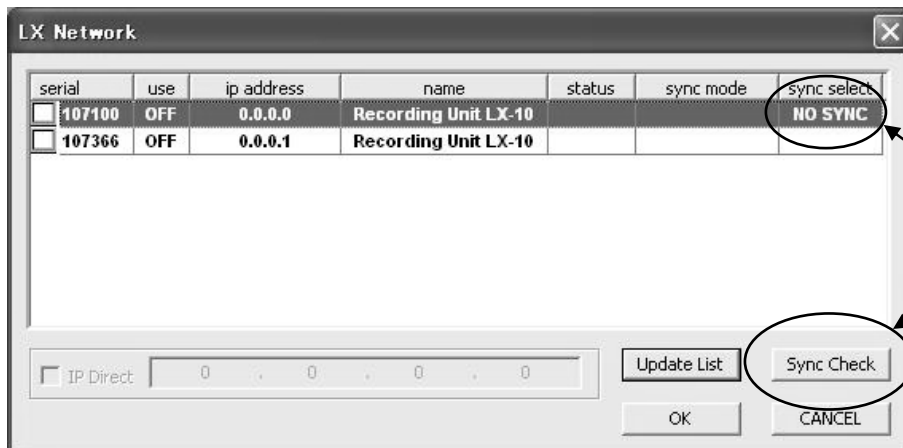 LX Network
serial use ip address name status sync mode sync select
107100 OFF 0.0.0.0 Recording Unit LX-10 NO SYNC
107366 OFF 0.0.0.1 Recording Unit LX-10
IP Direct 0 . 0 . 0 . 0 Update List Sync Check
OK CANCEL